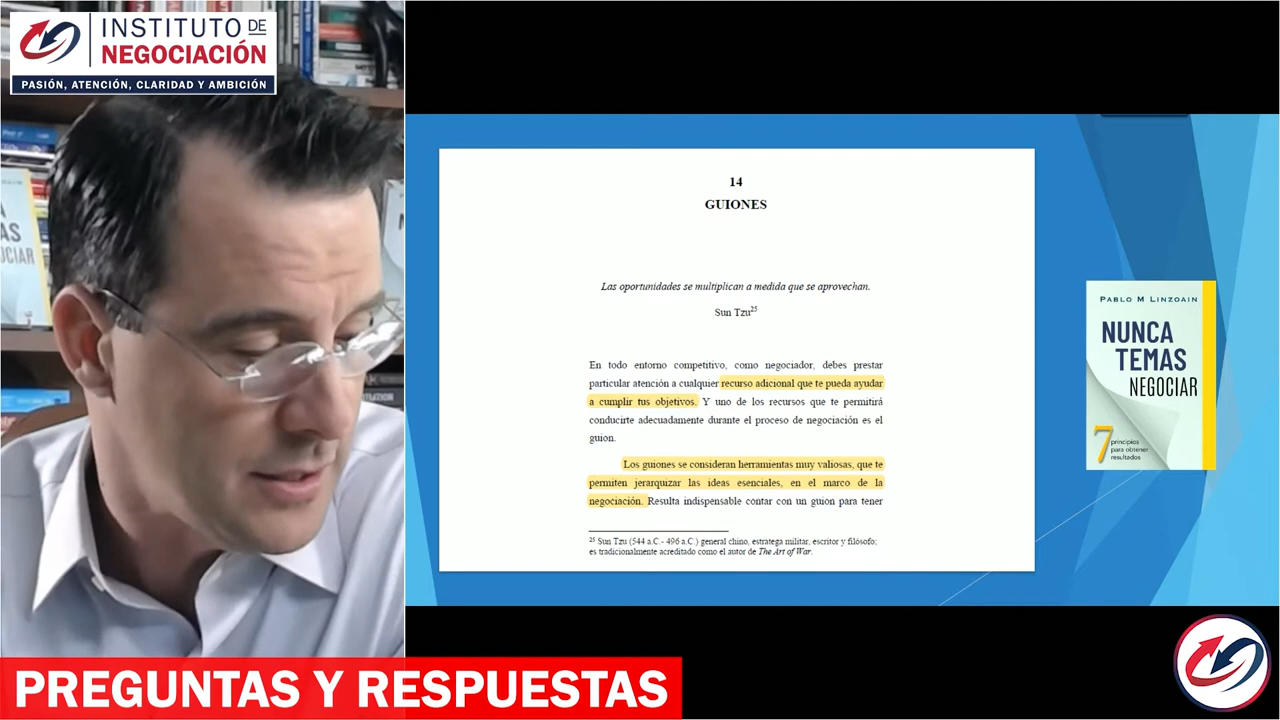 INSTITUTO DE
NEGOCIACIÓN
PASIÓN, ATENCIÓN, CLARIDAD Y AMBICIÓN
AS
CIAR
14
GUIONES
Las oportunidades se multiplican a medida que se aprovechan.
Sun Tzu25
En todo entorno competitivo, como negociador, debes prestar
particular atención a cualquier recurso adicional que te pueda ayudar
a cumplir tus objetivos. Y uno de los recursos que te permitirá
conducirte adecuadamente durante el proceso de negociación es el
guion.
Los guiones se consideran herramientas muy valiosas, que te
permiten jerarquizar las ideas esenciales, en el marco de la
negociación. Resulta indispensable contar con un guion para tener
25 Sun Tzu (544 a.C.- 496 a.C.) general chino, estratega militar, escritor y filósofo;
es tradicionalmente acreditado como el autor de The Art of War.
PABLO M LINZOAIN
NUNCA
TEMAS
NEGOCIAR
7 principios
para obtener
resultados
PREGUNTAS Y RESPUESTAS